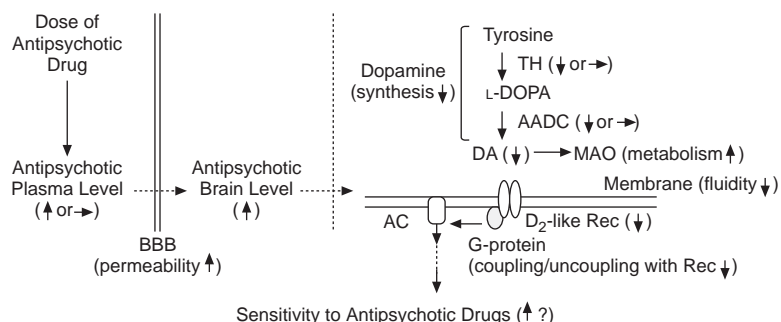 Dose of
Antipsychotic
Drug
Antipsychotic
Plasma Level
(↑ or→)
BBB
(permeability ↑)
Antipsychotic
Brain Level
(↑)
Dopamine
(synthesis↓)
Tyrosine
TH (↓or→)
L-DOPA
AADC (↓or→)
DA (↓) → MAO (metabolism↑)
Membrane (fluidity↓)
AC
D₂-like Rec (↓)
G-protein
(coupling/uncoupling with Rec↓)
Sensitivity to Antipsychotic Drugs (↑ ?)